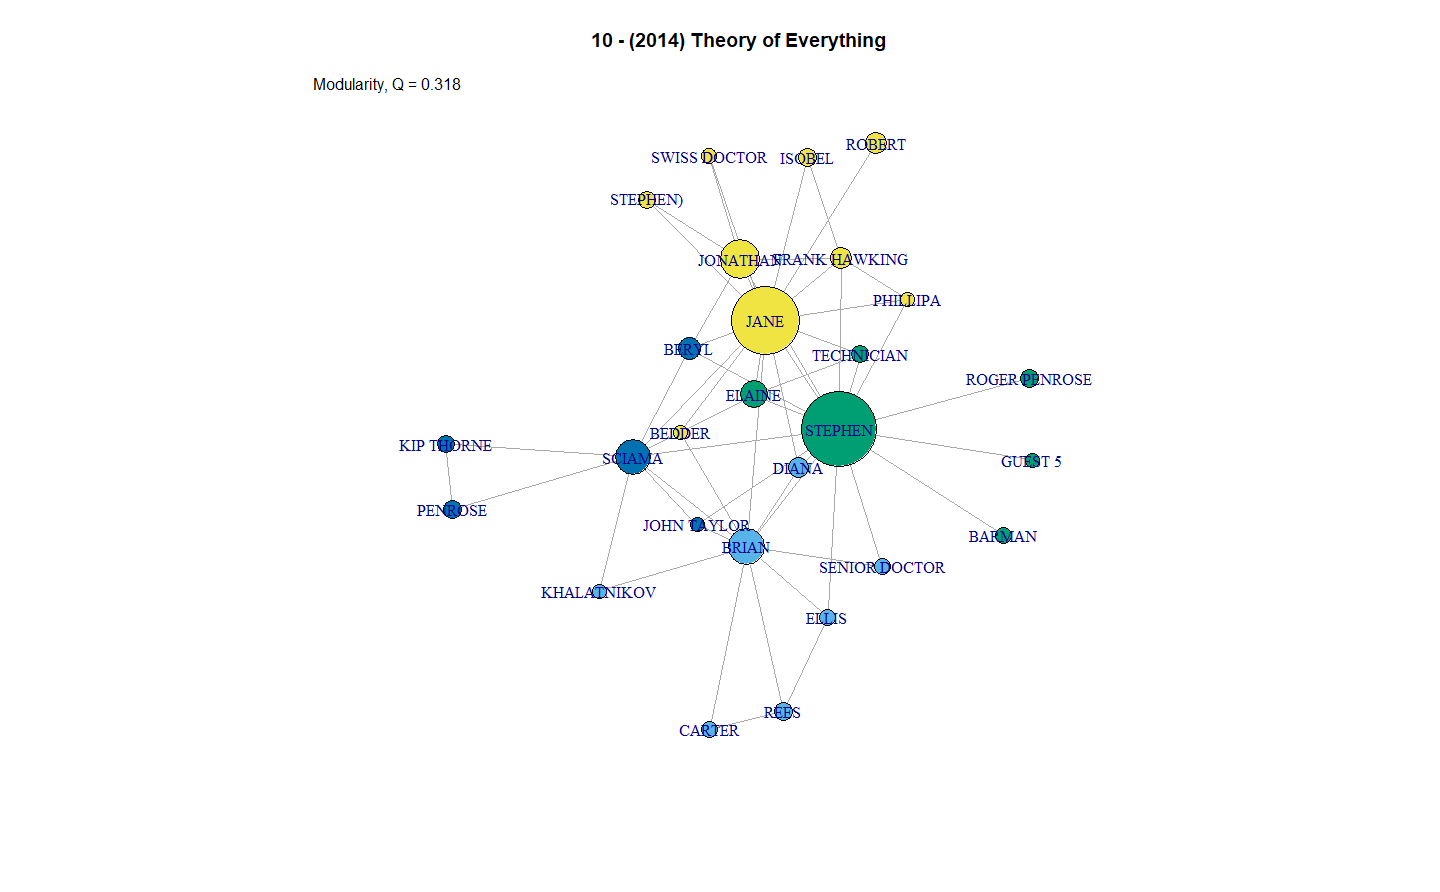 10 - (2014) Theory of Everything
Modularity, Q = 0.318
ROBERT
SWISS DOCTOR
ISOBEL
STEPHEN)
JONATHAN
FRANK HAWKING
PHILLIPA
JANE
BERYL
TECHNICIAN
ROGER PENROSE
ELAINE
STEPHEN
BEDDER
KIP THORNE
SCIAMA
GUEST 5
DIANA
PENROSE
JOHN TAYLOR
BARMAN
BRIAN
SENIOR DOCTOR
KHALATNIKOV
ELLIS
REES
CARTER